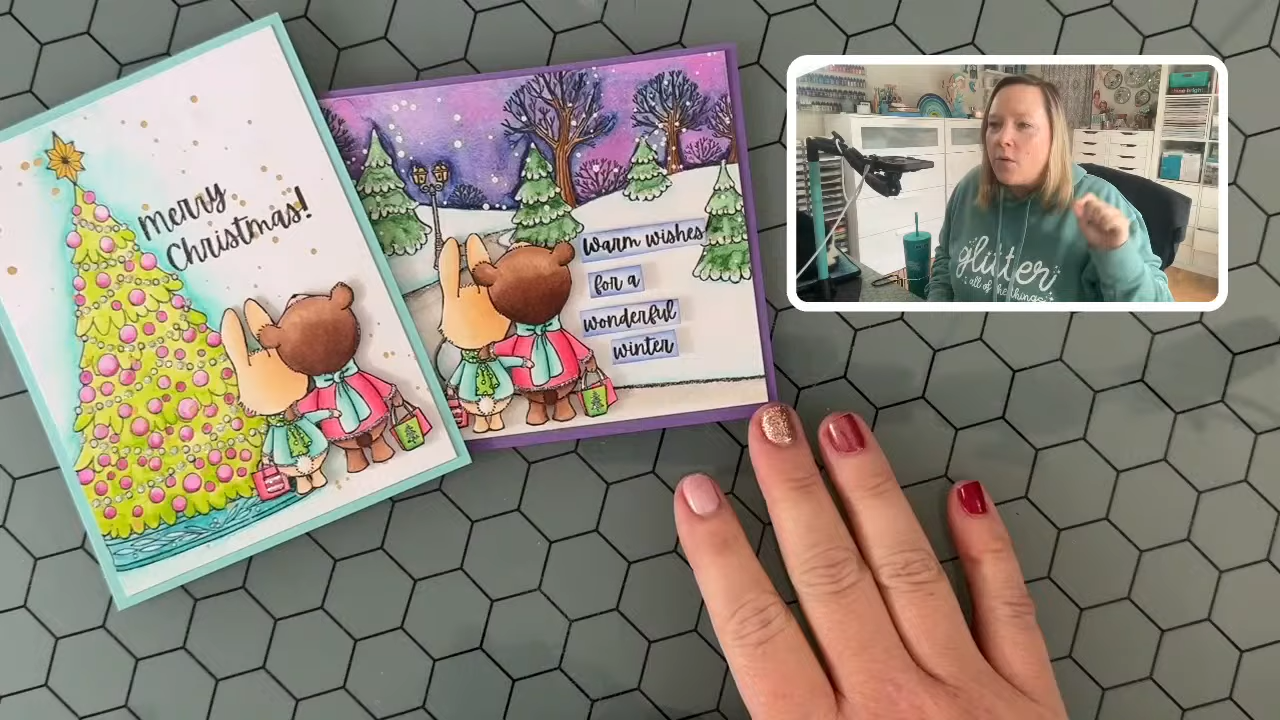 Merry
Christmas!
warm wishes
for a
wonderful
winter
glitter
all of the things